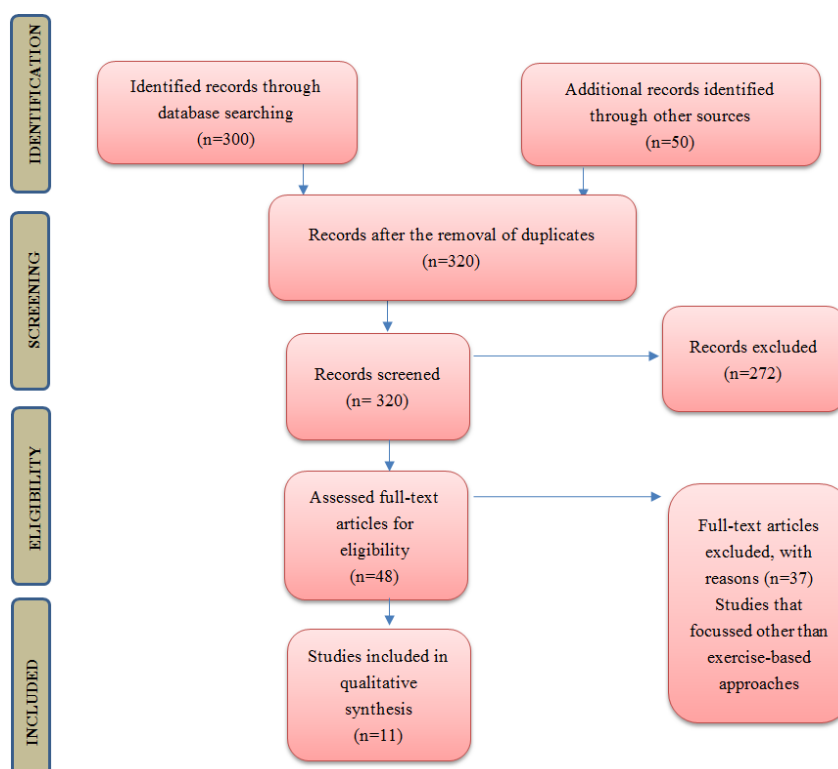 IDENTIFICATION
Identified records through
database searching
(n=300)
Additional records identified
through other sources
(n=50)
SCREENING
Records after the removal of duplicates
(n=320)
Records screened
(n= 320)
Records excluded
(n=272)
ELIGIBILITY
Assessed full-text
articles for
eligibility
(n=48)
Full-text articles
excluded, with
reasons (n=37)
Studies that
focussed other than
exercise-based
approaches
INCLUDED
Studies included in
qualitative
synthesis
(n=11)